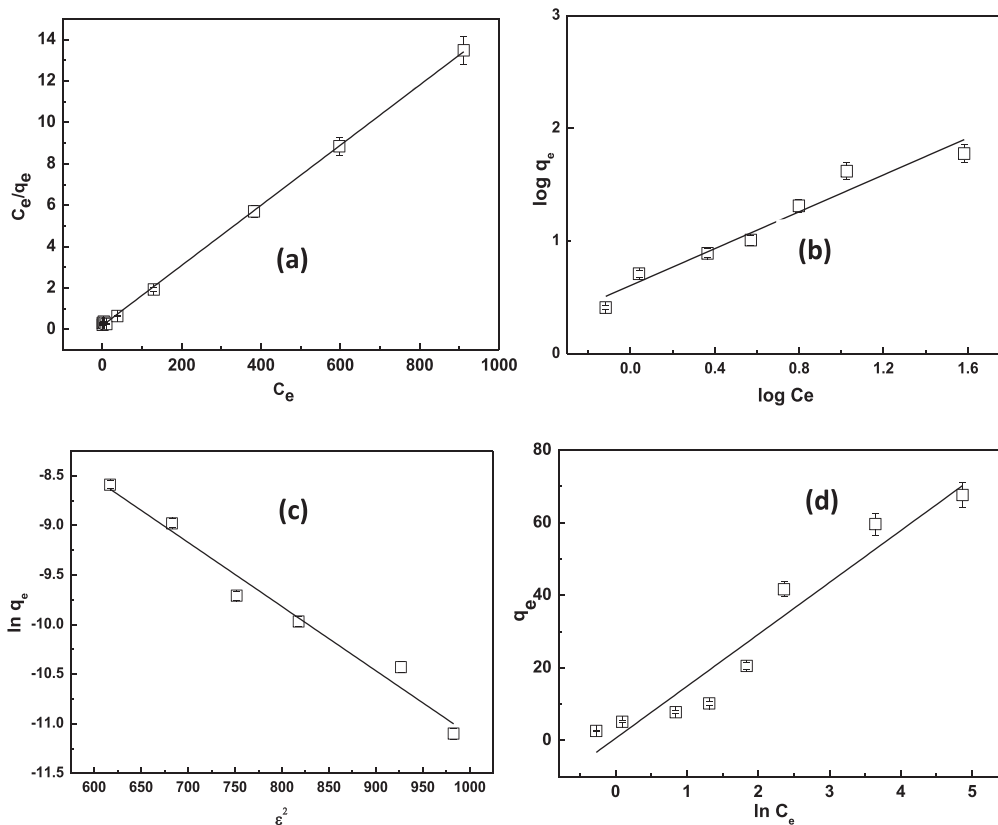 14
12
10
8
6
4
2
0
C_e/q_e
(a)
0 200 400 600 800 1000
C_e
3
2
1
0
log q_e
(b)
0.0 0.4 0.8 1.2 1.6
log Ce
-8.5
-9.0
-9.5
-10.0
-10.5
-11.0
-11.5
ln q_e
(c)
600 650 700 750 800 850 900 950 1000
ε²
80
60
40
20
0
q_e
(d)
0 1 2 3 4 5
ln C_e